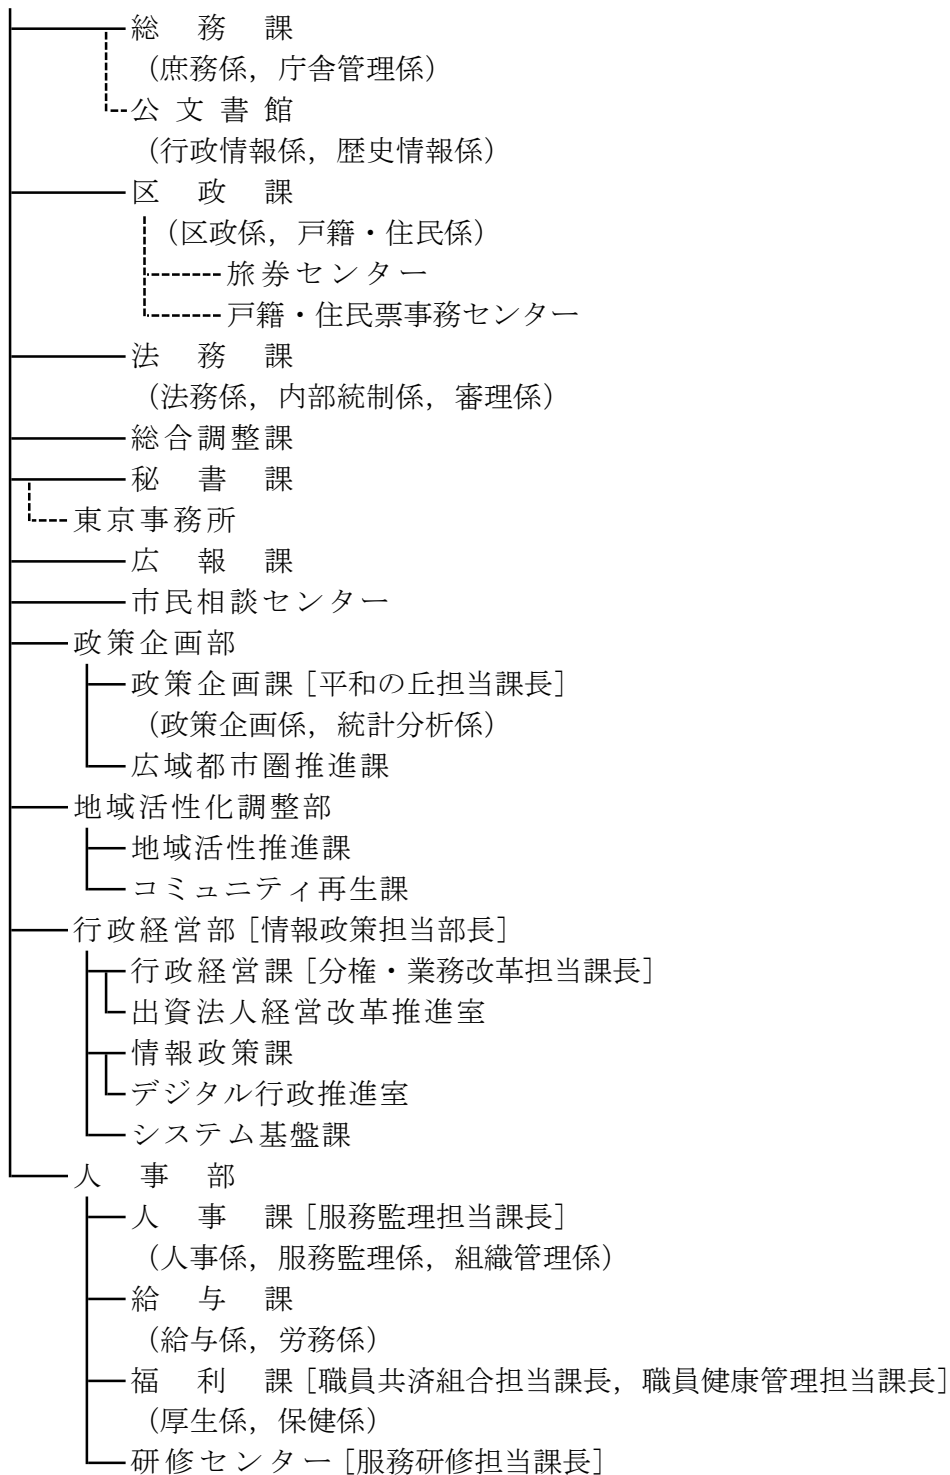 総務課
（庶務係，庁舎管理係）
公文書館
（行政情報係，歴史情報係）
区政課
（区政係，戸籍・住民係）
旅券センター
戸籍・住民票事務センター
法務課
（法務係，内部統制係，審理係）
総合調整課
秘書課
東京事務所
広報課
市民相談センター
政策企画部
政策企画課［平和の丘担当課長］
（政策企画係，統計分析係）
広域都市圏推進課
地域活性化調整部
地域活性推進課
コミュニティ再生課
行政経営部［情報政策担当部長］
行政経営課［分権・業務改革担当課長］
出資法人経営改革推進室
情報政策課
デジタル行政推進室
システム基盤課
人事部
人事課［服務監理担当課長］
（人事係，服務監理係，組織管理係）
給与課
（給与係，労務係）
福利課［職員共済組合担当課長，職員健康管理担当課長］
（厚生係，保健係）
研修センター［服務研修担当課長］